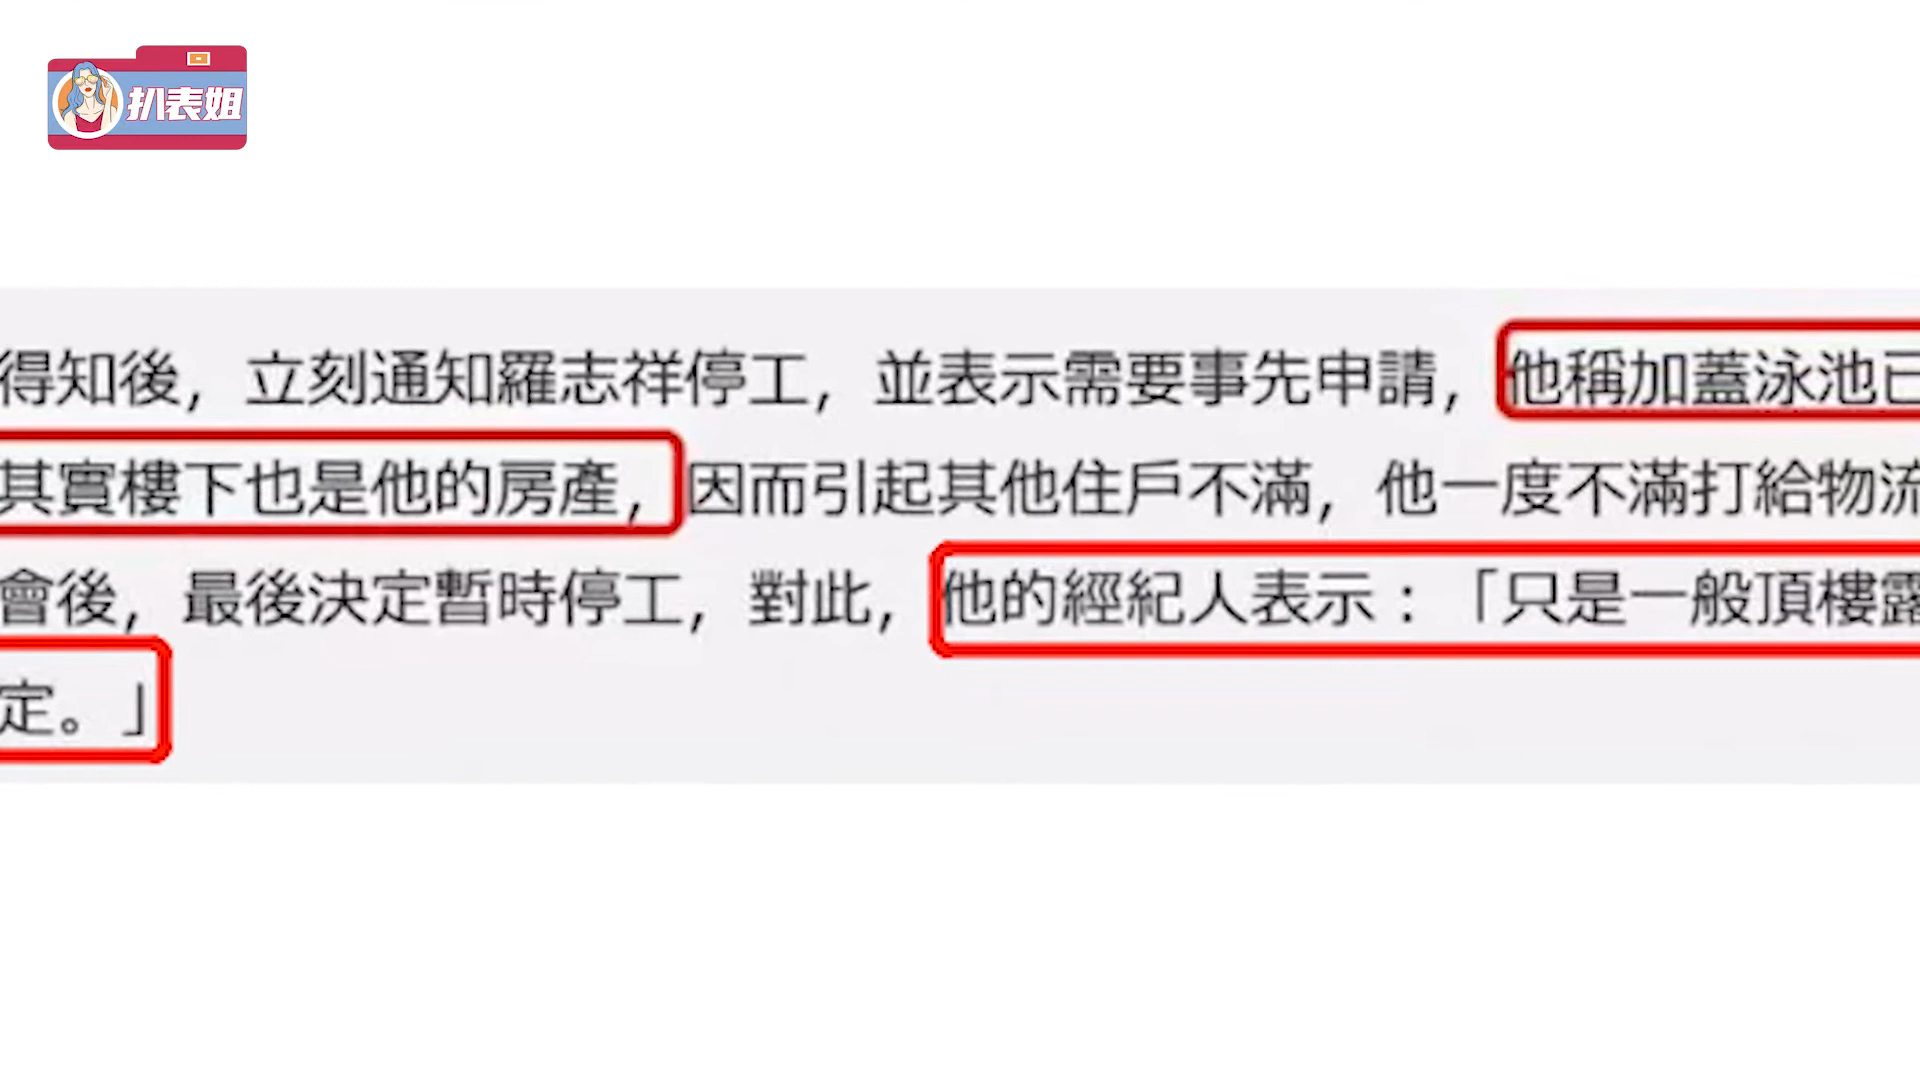 扒表姐
得知後，立刻通知羅志祥停工，並表示需要事先申請，他稱加蓋泳池已
其實樓下也是他的房產，因而引起其他住戶不滿，他一度不滿打給物流
會後，最後決定暫時停工，對此，他的經紀人表示：「只是一般頂樓露
定。」